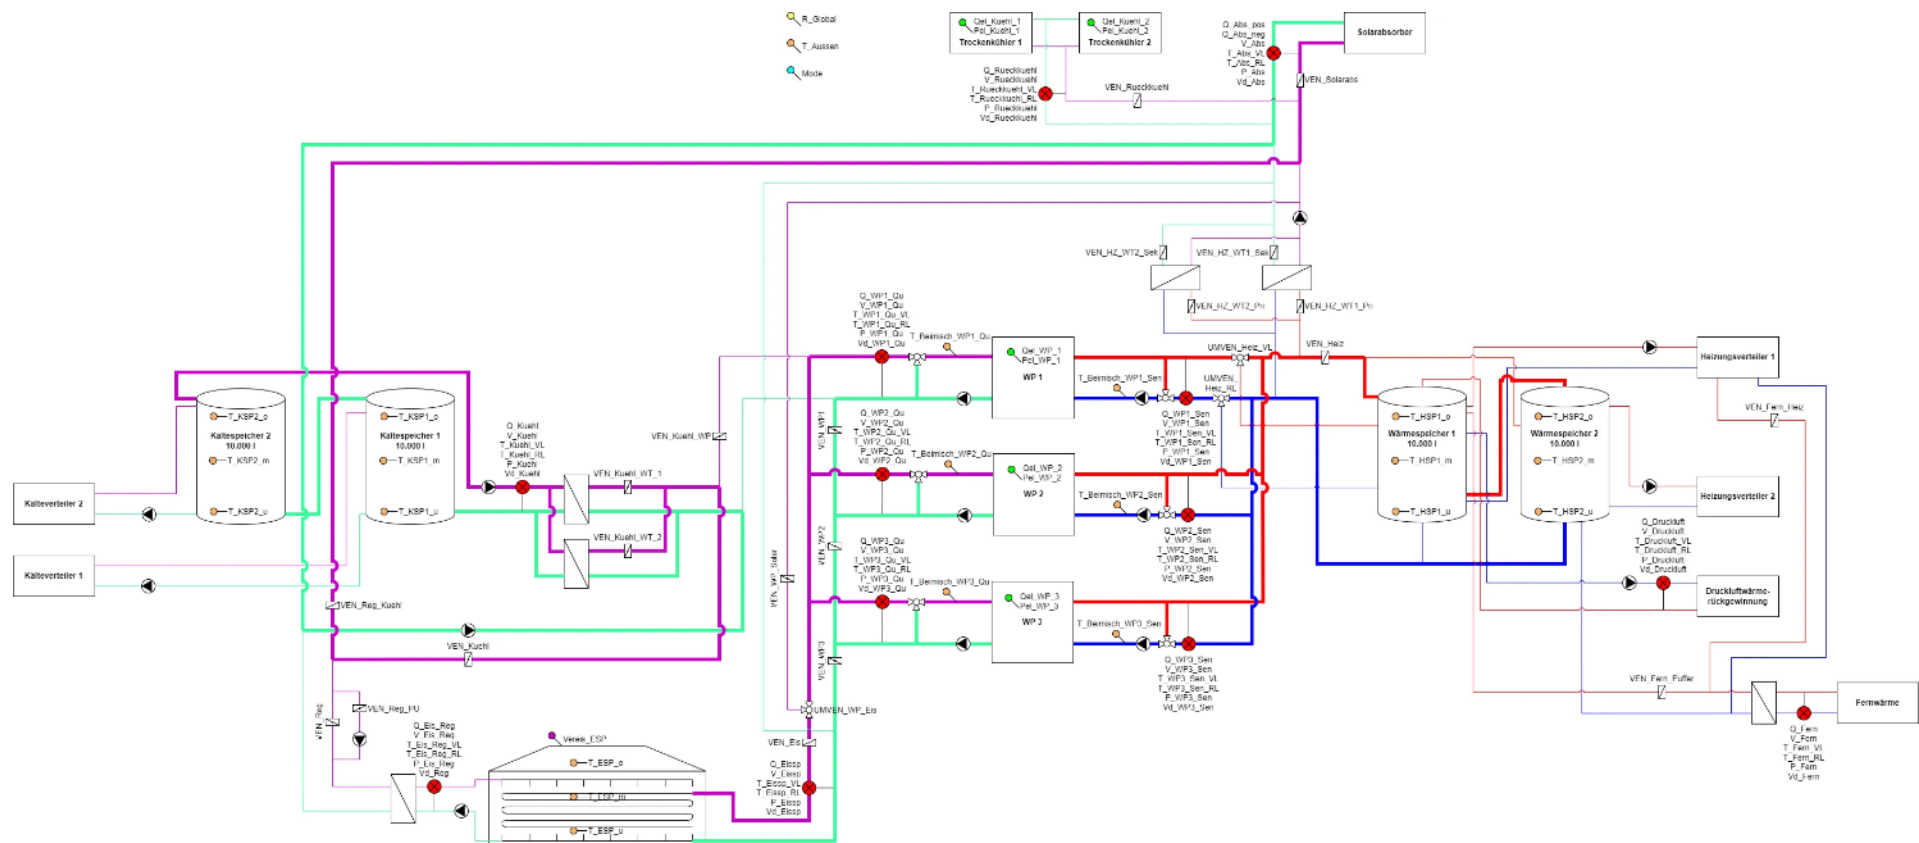 R_Global
T_Aussen
Mode
Qel_Kuehl_1
Pel_Kuehl_1
Trockenkühler 1
Qel_Kuehl_2
Pel_Kuehl_2
Trockenkühler 2
Q_Rueckkuehl
V_Rueckkuehl
T_Rueckkuehl_VL
T_Rueckkuehl_RL
P_Rueckkuehl
Vd_Rueckkuehl
VEN_Rueckkuehl
Q_Abs_pos
Q_Abs_neg
V_Abs
T_Abs_VL
T_Abs_RL
P_Abs
Vd_Abs
Solarabsorber
VEN_Solarabs
VEN_HZ_WT2_Sek
VEN_HZ_WT1_Sek
VEN_HZ_WT2_Pri
VEN_HZ_WT1_Pri
Q_WP1_Qu
V_WP1_Qu
T_WP1_Qu_VL
T_WP1_Qu_RL
P_WP1_Qu
Vd_WP1_Qu
T_Beimisch_WP1_Qu
Qel_WP_1
Pel_WP_1
WP 1
T_Beimisch_WP1_Sen
UMVEN_Heiz_VL
UMVEN_
Heiz_RL
VEN_Heiz
Q_WP1_Sen
V_WP1_Sen
T_WP1_Sen_VL
T_WP1_Sen_RL
P_WP1_Sen
Vd_WP1_Sen
VEN_WP1
Q_WP2_Qu
V_WP2_Qu
T_WP2_Qu_VL
T_WP2_Qu_RL
P_WP2_Qu
Vd_WP2_Qu
T_Beimisch_WP2_Qu
Qel_WP_2
Pel_WP_2
WP 2
T_Beimisch_WP2_Sen
Q_WP2_Sen
V_WP2_Sen
T_WP2_Sen_VL
T_WP2_Sen_RL
P_WP2_Sen
Vd_WP2_Sen
VEN_WP2
Q_WP3_Qu
V_WP3_Qu
T_WP3_Qu_VL
T_WP3_Qu_RL
P_WP3_Qu
Vd_WP3_Qu
T_Beimisch_WP3_Qu
Qel_WP_3
Pel_WP_3
WP 3
T_Beimisch_WP3_Sen
Q_WP3_Sen
V_WP3_Sen
T_WP3_Sen_VL
T_WP3_Sen_RL
P_WP3_Sen
Vd_WP3_Sen
VEN_WP3
VEN_WP_Solar
UMVEN_WP_Eis
VEN_Eis
T_KSP2_o
Kältespeicher 2
10.000 l
T_KSP2_m
T_KSP2_u
T_KSP1_o
Kältespeicher 1
10.000 l
T_KSP1_m
T_KSP1_u
Q_Kuehl
V_Kuehl
T_Kuehl_VL
T_Kuehl_RL
P_Kuehl
Vd_Kuehl
VEN_Kuehl_WP
VEN_Kuehl_WT_1
VEN_Kuehl_WT_2
Kälteverteiler 2
Kälteverteiler 1
VEN_Reg_Kuehl
VEN_Kuehl
VEN_Reg
VEN_Reg_PU
Q_Eis_Reg
V_Eis_Reg
T_Eis_Reg_VL
T_Eis_Reg_RL
P_Eis_Reg
Vd_Reg
Vereis_ESP
T_ESP_o
T_ESP_m
T_ESP_u
Q_Eissp
V_Eissp
T_Eissp_VL
T_Eissp_RL
P_Eissp
Vd_Eissp
T_HSP1_o
Wärmespeicher 1
10.000 l
T_HSP1_m
T_HSP1_u
T_HSP2_o
Wärmespeicher 2
10.000 l
T_HSP2_m
T_HSP2_u
Heizungsverteiler 1
VEN_Fern_Heiz
Heizungsverteiler 2
Q_Druckluft
V_Druckluft
T_Druckluft_VL
T_Druckluft_RL
P_Druckluft
Vd_Druckluft
Druckluftwärme-
rückgewinnung
VEN_Fern_Puffer
Fernwärme
Q_Fern
V_Fern
T_Fern_VL
T_Fern_RL
P_Fern
Vd_Fern